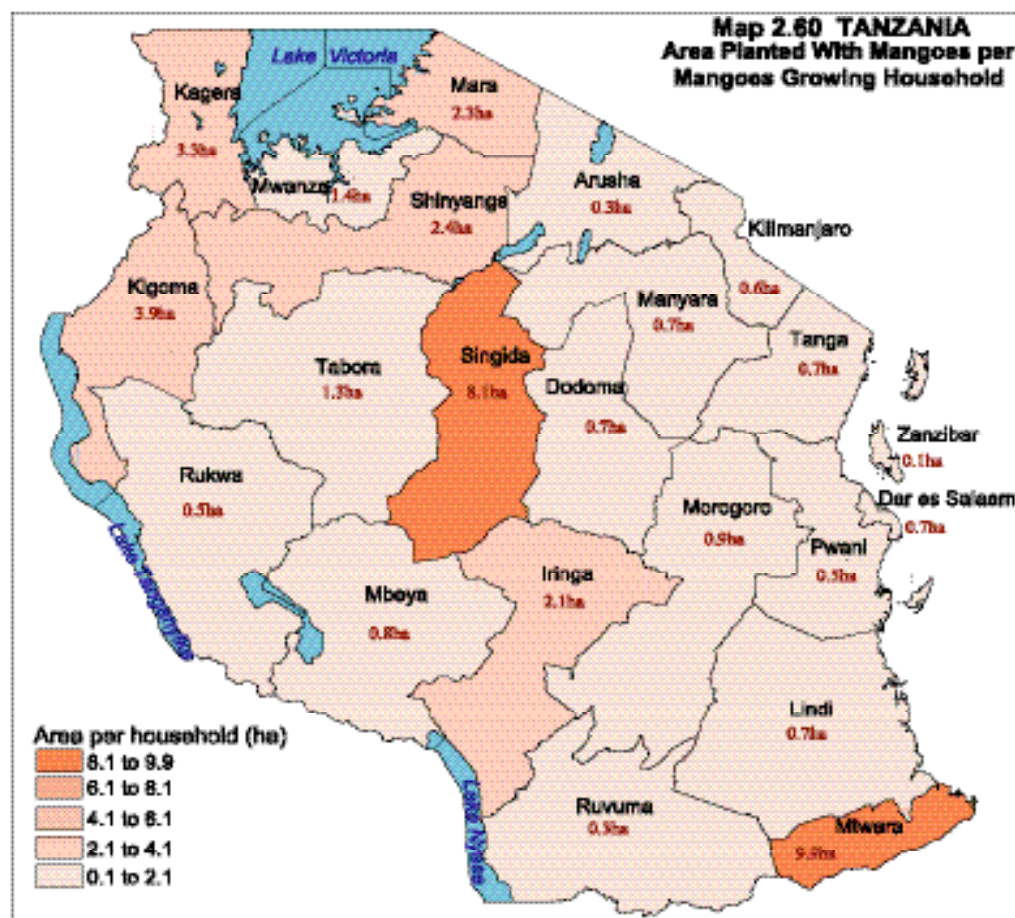 Map 2.60 TANZANIA
Area Planted With Mangoes per
Mangoes Growing Household
Lake Victoria
Kagera
3.3ha
Mara
2.3ha
Mwanza
1.4ha
Shinyanga
2.4ha
Arusha
0.3ha
Kilimanjaro
0.6ha
Kigoma
3.9ha
Manyara
0.7ha
Tanga
0.7ha
Tabora
1.3ha
Singida
8.1ha
Dodoma
0.7ha
Zanzibar
0.1ha
Rukwa
0.5ha
Dar es Salaam
0.7ha
Morogoro
0.9ha
Pwani
0.5ha
Lake Tanganyika
Mbeya
0.8ha
Iringa
2.1ha
Lindi
0.7ha
Ruvuma
Mtwara
9.9ha
Lake Nyasa
Area per household (ha)
8.1 to 9.9
6.1 to 8.1
4.1 to 6.1
2.1 to 4.1
0.1 to 2.1